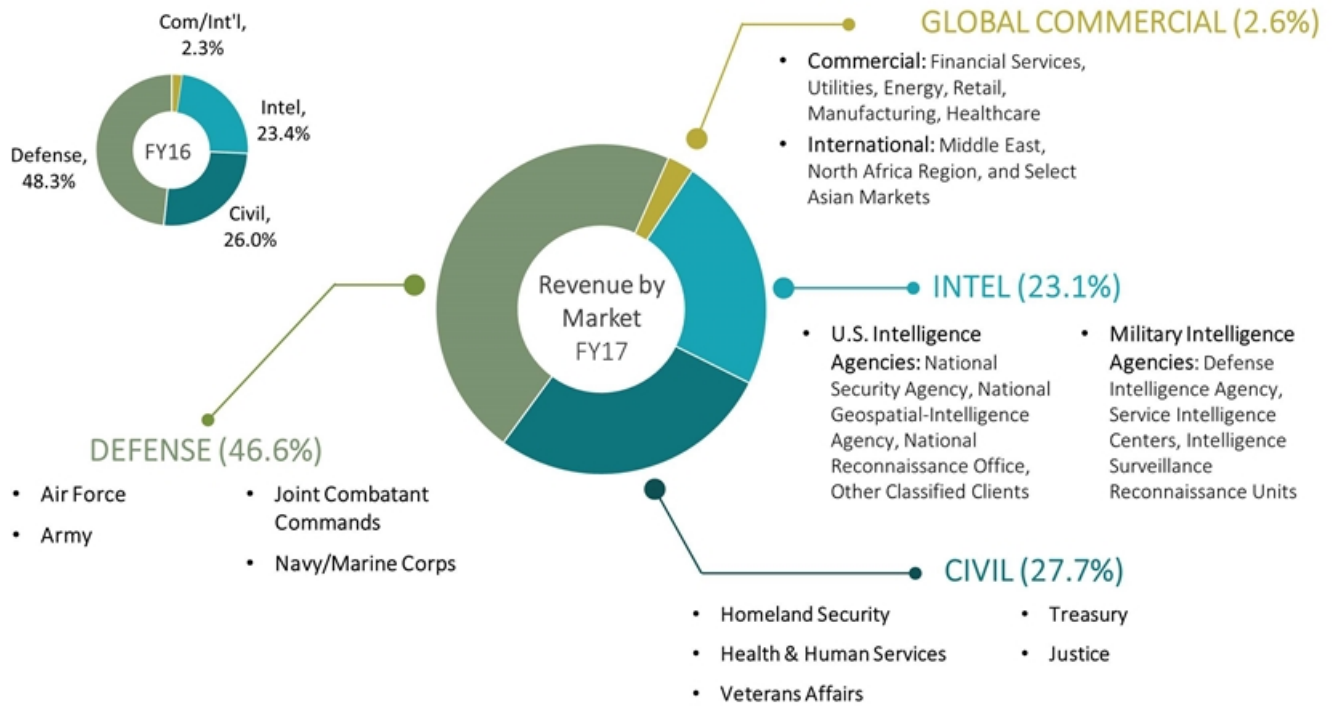 Com/Int'l,
2.3%
Intel,
23.4%
FY16
Defense,
48.3%
Civil,
26.0%
GLOBAL COMMERCIAL (2.6%)
• Commercial: Financial Services,
Utilities, Energy, Retail,
Manufacturing, Healthcare
• International: Middle East,
North Africa Region, and Select
Asian Markets
Revenue by
Market
FY17
INTEL (23.1%)
• U.S. Intelligence
Agencies: National
Security Agency, National
Geospatial-Intelligence
Agency, National
Reconnaissance Office,
Other Classified Clients
• Military Intelligence
Agencies: Defense
Intelligence Agency,
Service Intelligence
Centers, Intelligence
Surveillance
Reconnaissance Units
DEFENSE (46.6%)
• Air Force
• Army
• Joint Combatant
Commands
• Navy/Marine Corps
CIVIL (27.7%)
• Homeland Security
• Health & Human Services
• Veterans Affairs
• Treasury
• Justice